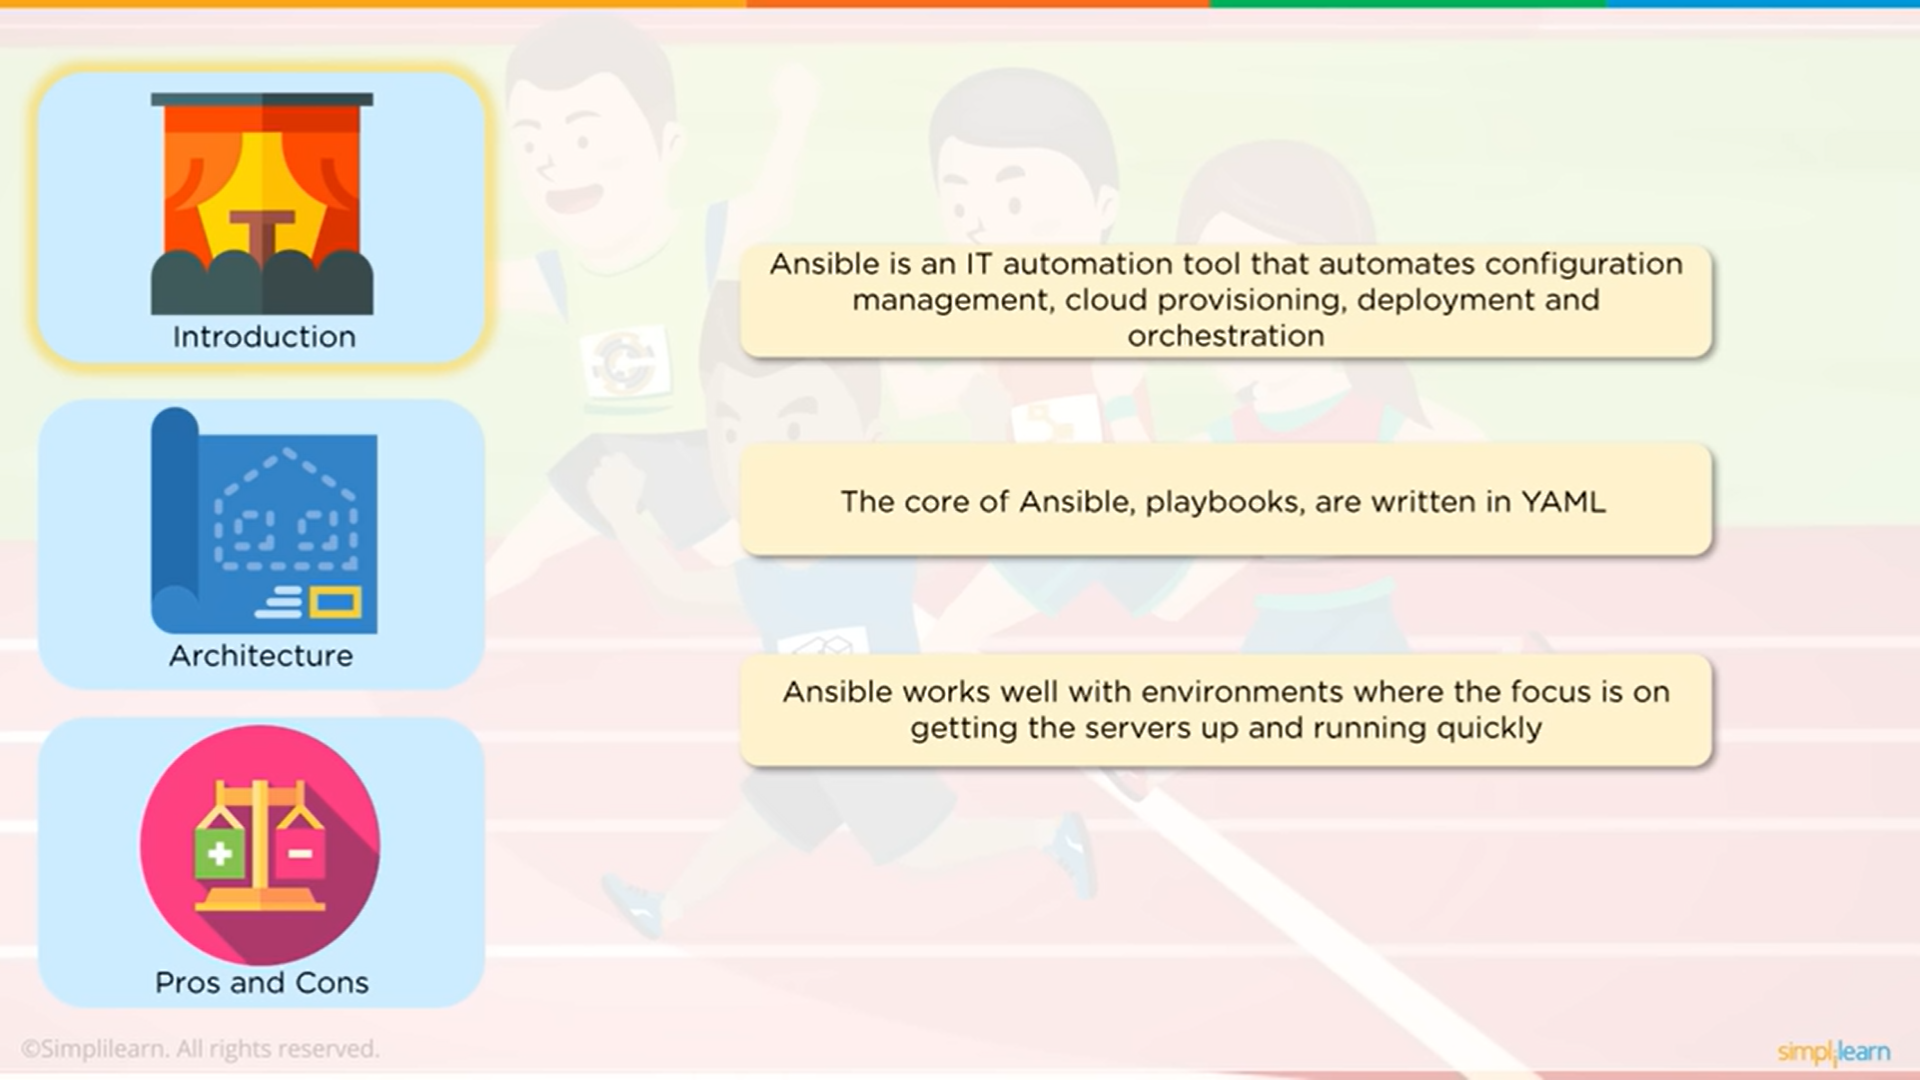 Introduction
Architecture
Pros and Cons
Ansible is an IT automation tool that automates configuration
management, cloud provisioning, deployment and
orchestration
The core of Ansible, playbooks, are written in YAML
Ansible works well with environments where the focus is on
getting the servers up and running quickly
©Simplilearn. All rights reserved.
simplilearn